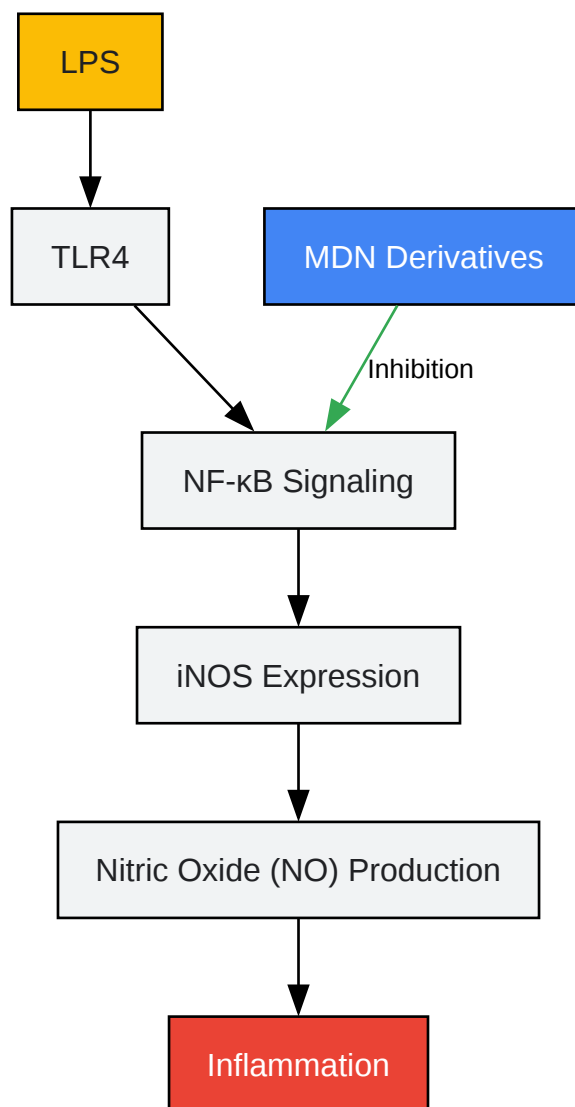 LPS
TLR4
MDN Derivatives
Inhibition
NF-κB Signaling
iNOS Expression
Nitric Oxide (NO) Production
Inflammation